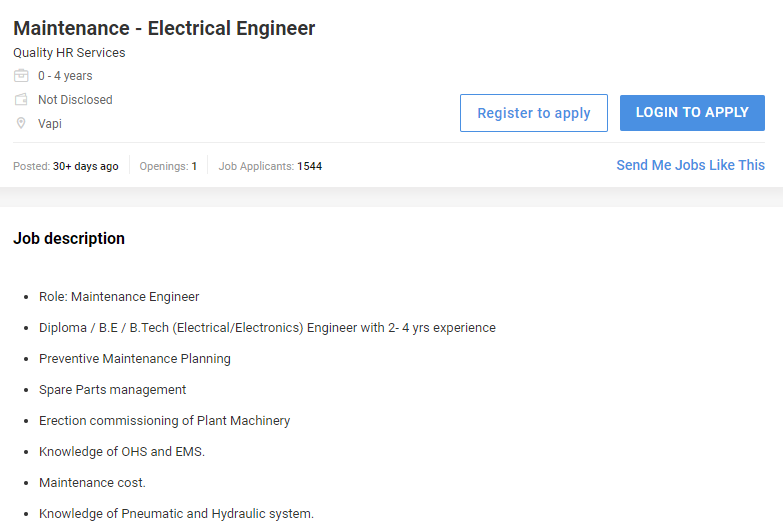 Maintenance - Electrical Engineer
Quality HR Services
0 - 4 years
Not Disclosed
Vapi
Register to apply
LOGIN TO APPLY
Posted: 30+ days ago Openings: 1 Job Applicants: 1544
Send Me Jobs Like This
Job description
Role: Maintenance Engineer
Diploma / B.E / B.Tech (Electrical/Electronics) Engineer with 2- 4 yrs experience
Preventive Maintenance Planning
Spare Parts management
Erection commissioning of Plant Machinery
Knowledge of OHS and EMS.
Maintenance cost.
Knowledge of Pneumatic and Hydraulic system.